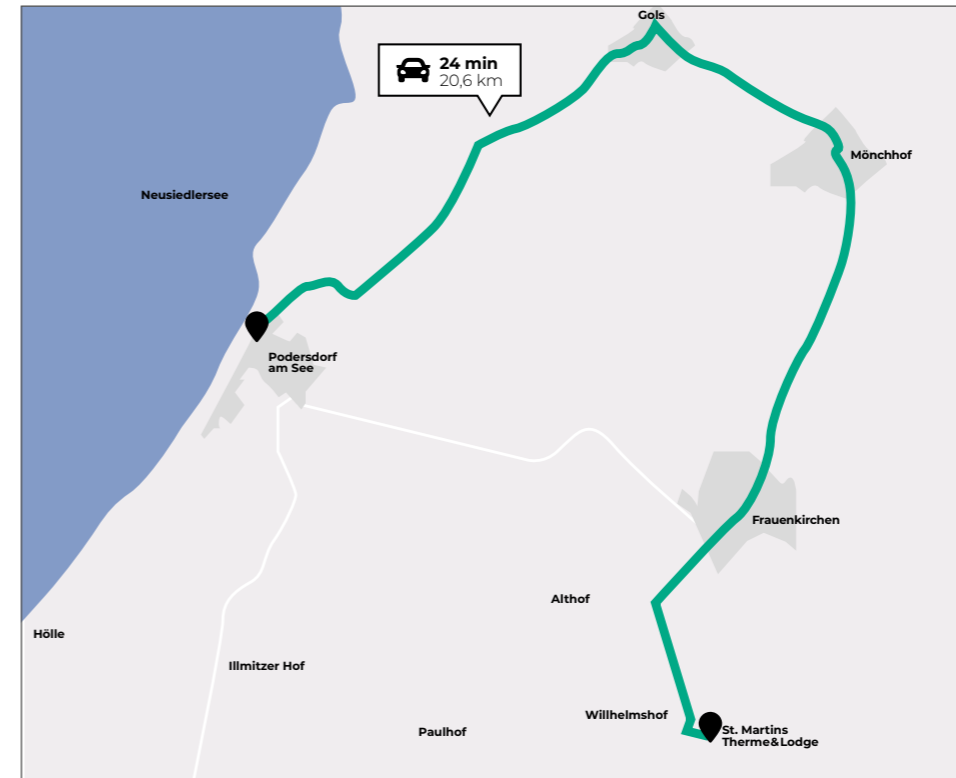 Gols
24 min
20,6 km
Mönchhof
Neusiedlersee
Podersdorf
am See
Frauenkirchen
Althof
Hölle
Illmitzer Hof
Willhelmshof
St. Martins
Therme&Lodge
Paulhof